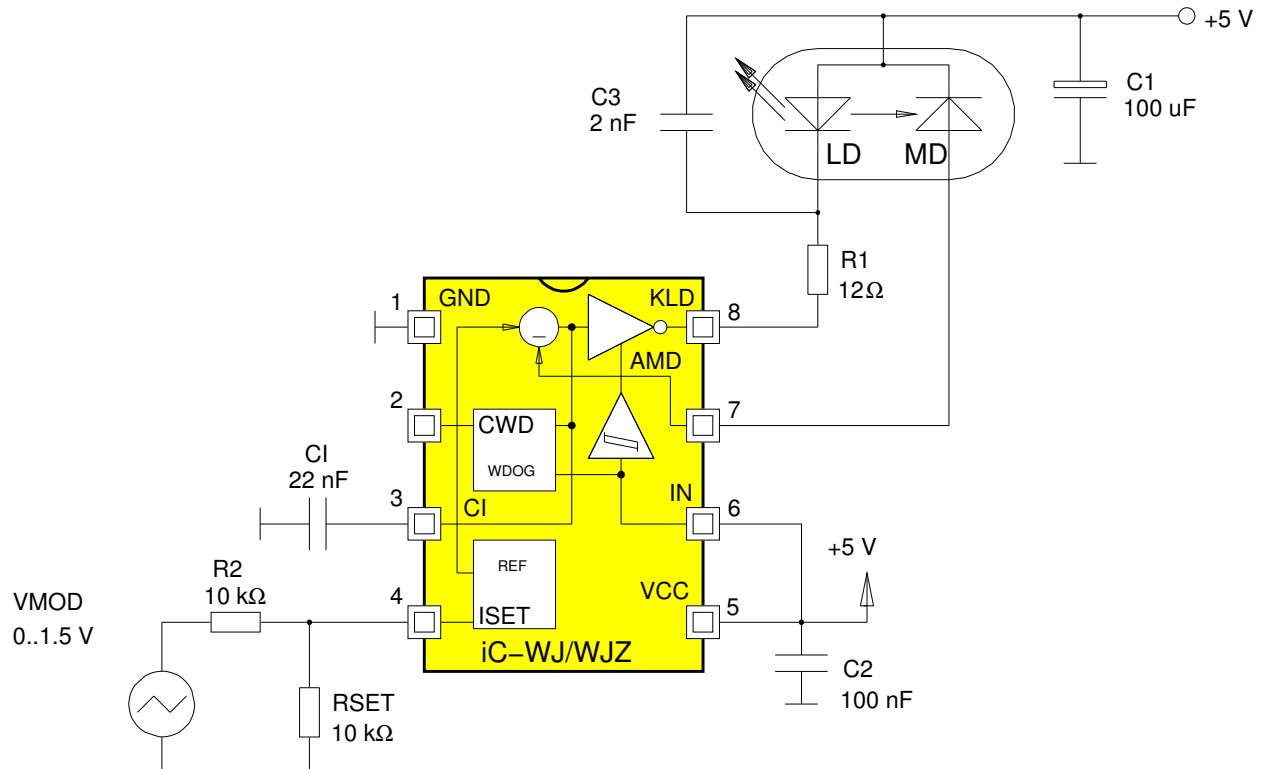 +5 V
C3
2 nF
C1
100 uF
LD
MD
R1
12Ω
1
GND
KLD
8
AMD
2
CWD
WDOG
7
CI
22 nF
3
CI
IN
6
+5 V
REF
R2
10 kΩ
VMOD
0..1.5 V
4
ISET
VCC
5
iC–WJ/WJZ
C2
100 nF
RSET
10 kΩ